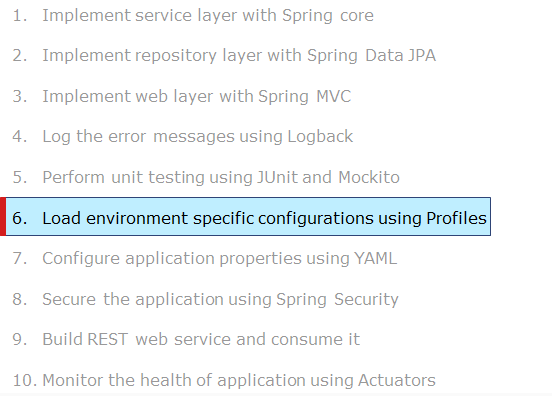 1. Implement service layer with Spring core
2. Implement repository layer with Spring Data JPA
3. Implement web layer with Spring MVC
4. Log the error messages using Logback
5. Perform unit testing using JUnit and Mockito
6. Load environment specific configurations using Profiles
7. Configure application properties using YAML
8. Secure the application using Spring Security
9. Build REST web service and consume it
10. Monitor the health of application using Actuators